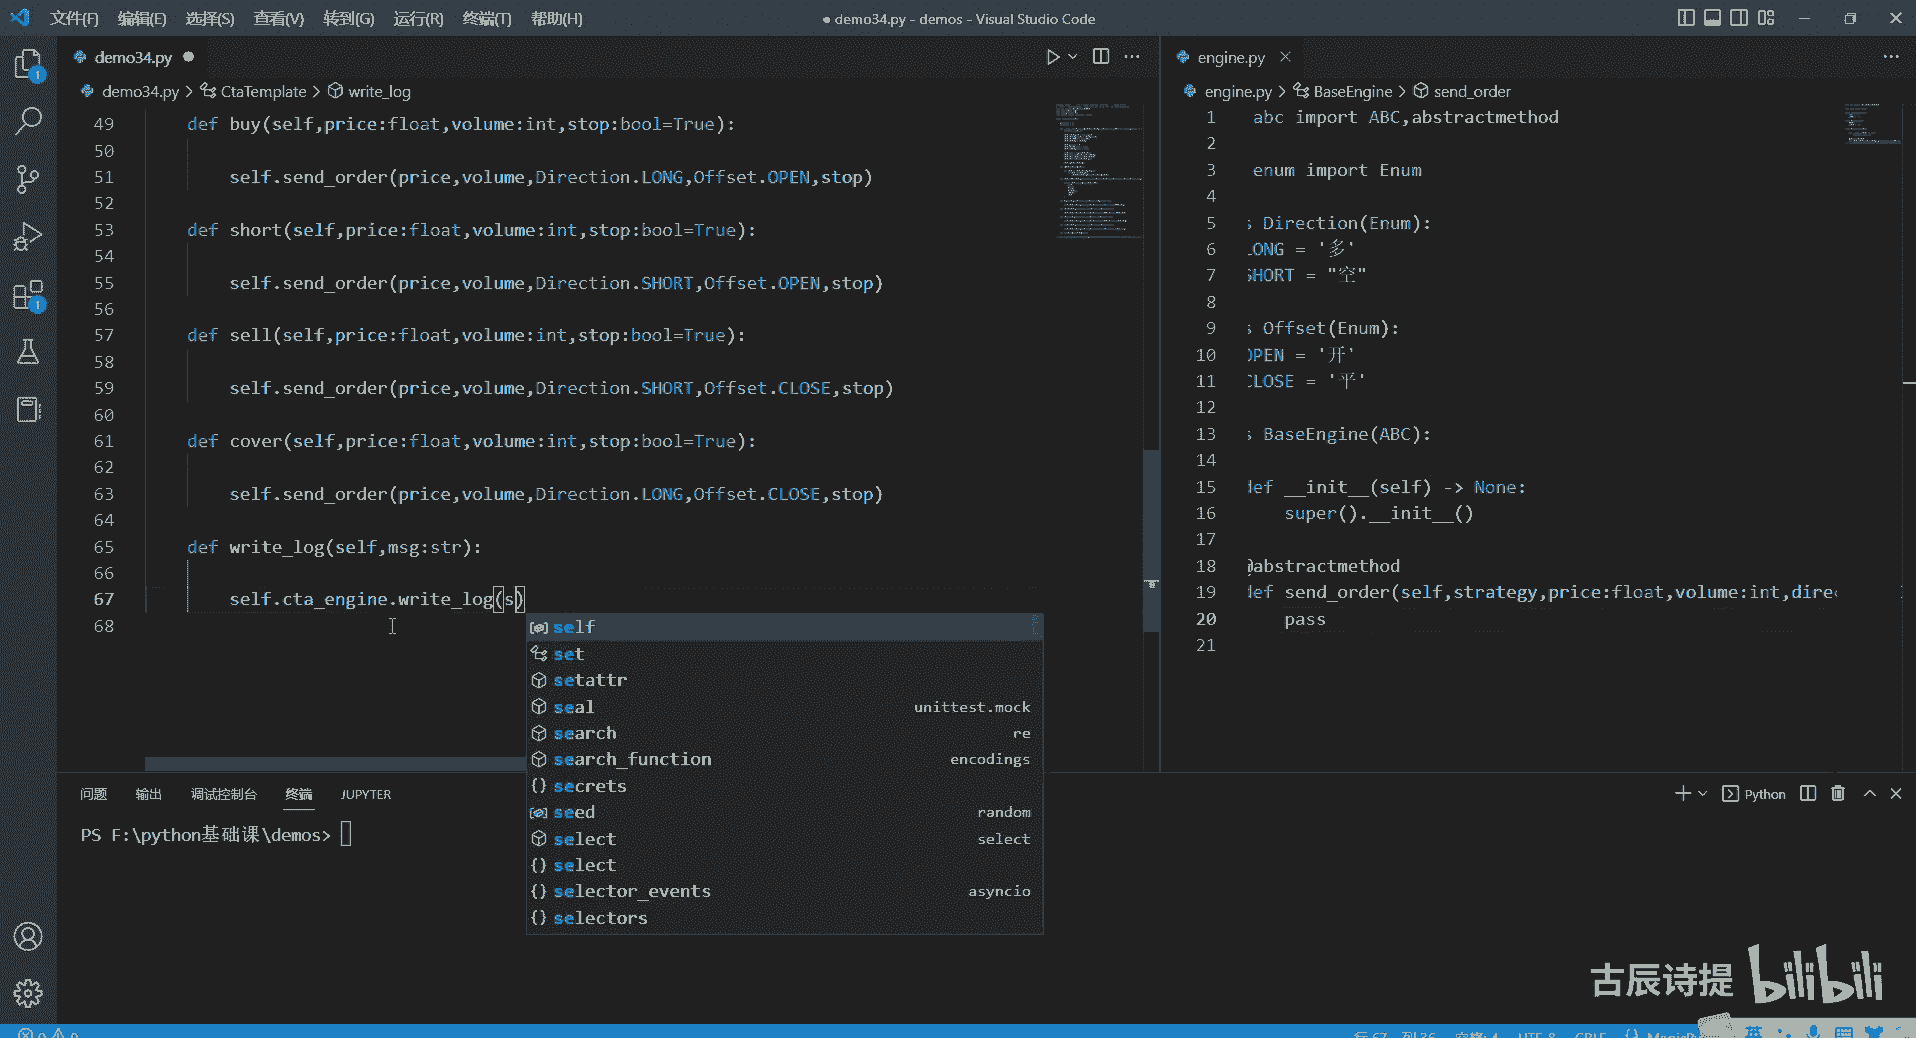 文件(F) 编辑(E) 选择(S) 查看(V) 转到(G) 运行(R) 终端(T) 帮助(H)
● demo34.py - demos - Visual Studio Code
demo34.py ●
demo34.py > CtaTemplate > write_log
49 def buy(self,price:float,volume:int,stop:bool=True):
50
51 self.send_order(price,volume,Direction.LONG,Offset.OPEN,stop)
52
53 def short(self,price:float,volume:int,stop:bool=True):
54
55 self.send_order(price,volume,Direction.SHORT,Offset.OPEN,stop)
56
57 def sell(self,price:float,volume:int,stop:bool=True):
58
59 self.send_order(price,volume,Direction.SHORT,Offset.CLOSE,stop)
60
61 def cover(self,price:float,volume:int,stop:bool=True):
62
63 self.send_order(price,volume,Direction.LONG,Offset.CLOSE,stop)
64
65 def write_log(self,msg:str):
66
67 self.cta_engine.write_log(s)
68
self
set
setattr
seal unittest.mock
search re
search_function encodings
secrets
seed random
select select
select
selector_events asyncio
selectors
engine.py
engine.py > BaseEngine > send_order
1 abc import ABC,abstractmethod
2
3 enum import Enum
4
5 s Direction(Enum):
6 LONG = '多'
7 SHORT = "空"
8
9 s Offset(Enum):
10 OPEN = '开'
11 CLOSE = '平'
12
13 s BaseEngine(ABC):
14
15 def __init__(self) -> None:
16 super().__init__()
17
18 @abstractmethod
19 def send_order(self,strategy,price:float,volume:int,dire
20 pass
21
问题 输出 调试控制台 终端 JUPYTER
Python
PS F:\python基础课\demos>
古辰诗提 bilibili
英